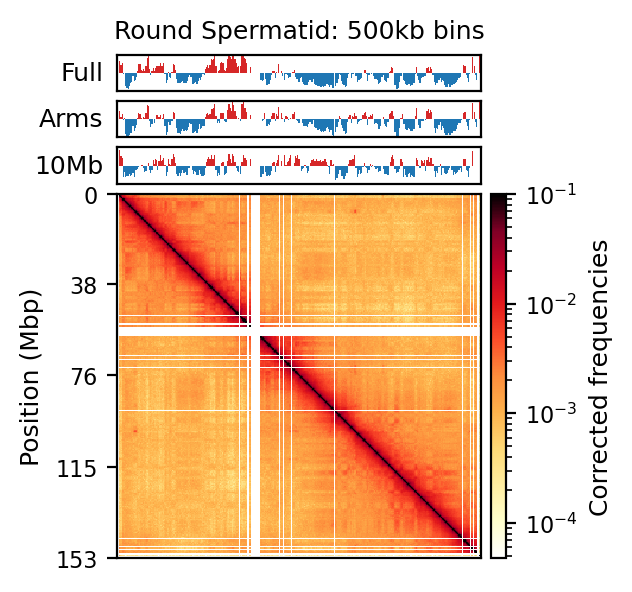 Round Spermatid: 500kb bins
Full
Arms
10Mb
0
38
76
115
153
Position (Mbp)
10⁻¹
10⁻²
10⁻³
10⁻⁴
Corrected frequencies